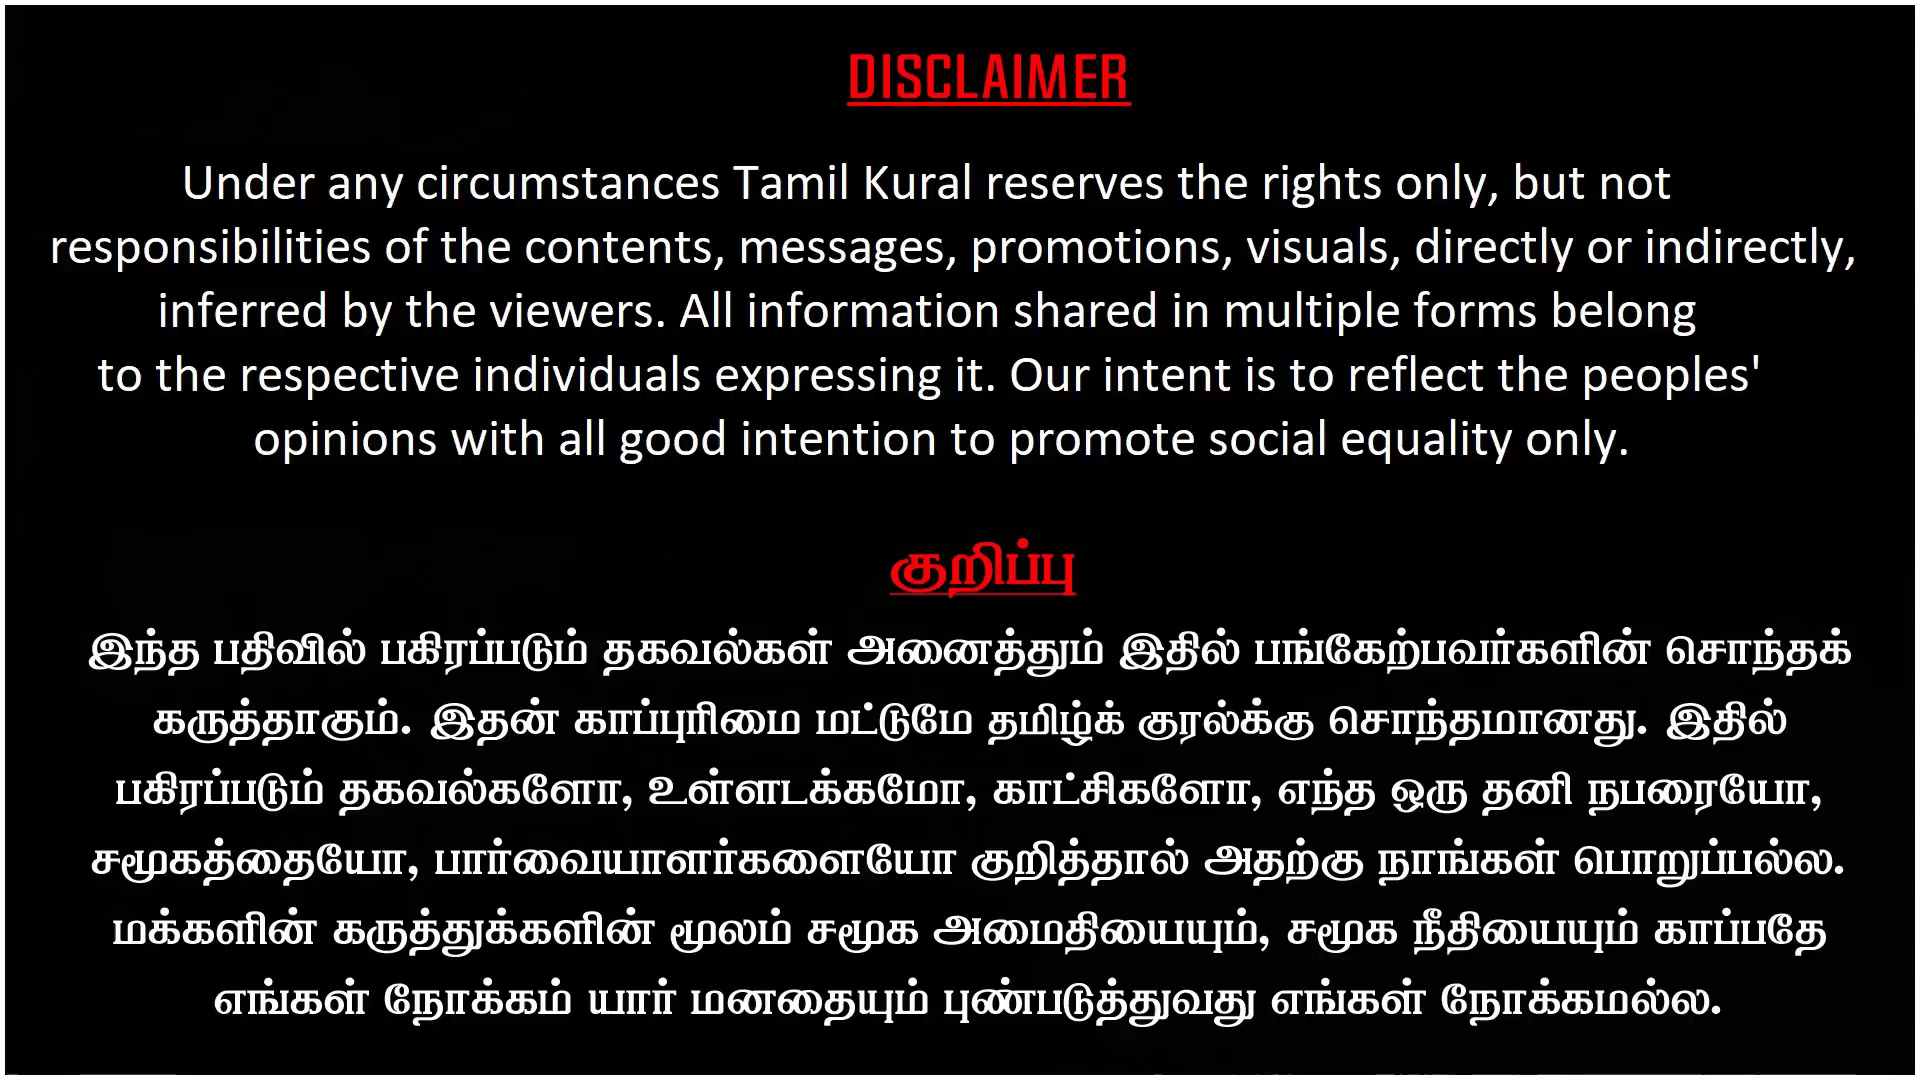 DISCLAIMER
Under any circumstances Tamil Kural reserves the rights only, but not
responsibilities of the contents, messages, promotions, visuals, directly or indirectly,
inferred by the viewers. All information shared in multiple forms belong
to the respective individuals expressing it. Our intent is to reflect the peoples'
opinions with all good intention to promote social equality only.
குறிப்பு
இந்த பதிவில் பகிரப்படும் தகவல்கள் அனைத்தும் இதில் பங்கேற்பவர்களின் சொந்தக்
கருத்தாகும். இதன் காப்புரிமை மட்டுமே தமிழ்க் குரல்க்கு சொந்தமானது. இதில்
பகிரப்படும் தகவல்களோ, உள்ளடக்கமோ, காட்சிகளோ, எந்த ஒரு தனி நபரையோ,
சமூகத்தையோ, பார்வையாளர்களையோ குறித்தால் அதற்கு நாங்கள் பொறுப்பல்ல.
மக்களின் கருத்துக்களின் மூலம் சமூக அமைதியையும், சமூக நீதியையும் காப்பதே
எங்கள் நோக்கம் யார் மனதையும் புண்படுத்துவது எங்கள் நோக்கமல்ல.